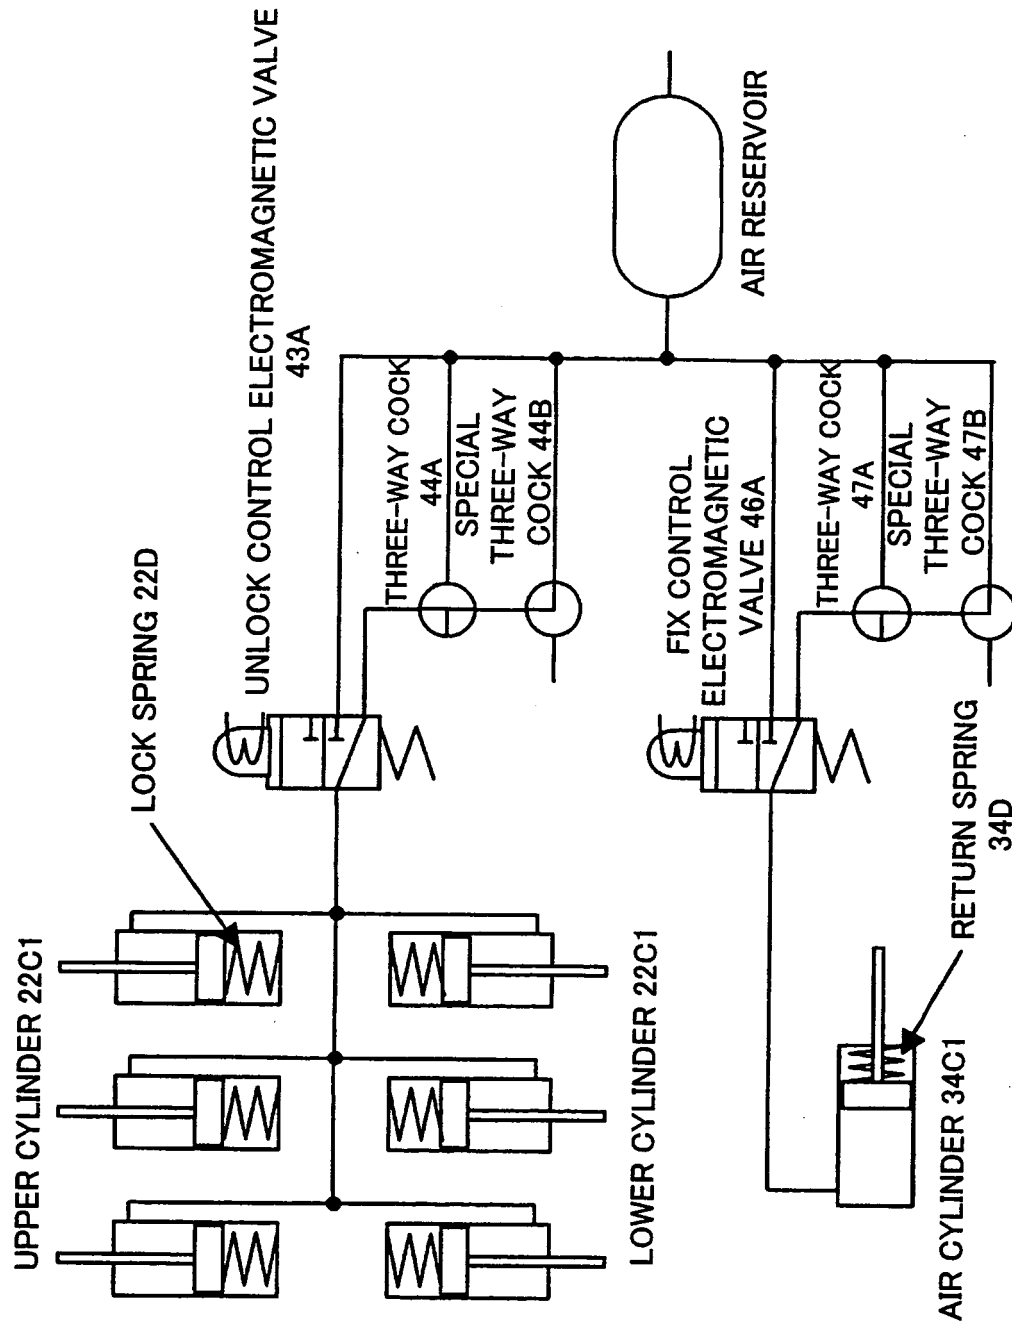 UPPER CYLINDER 22C1
LOCK SPRING 22D
UNLOCK CONTROL ELECTROMAGNETIC VALVE
43A
THREE-WAY COCK
44A
SPECIAL
THREE-WAY
COCK 44B
AIR RESERVOIR
LOWER CYLINDER 22C1
FIX CONTROL
ELECTROMAGNETIC
VALVE 46A
THREE-WAY COCK
47A
SPECIAL
THREE-WAY
COCK 47B
AIR CYLINDER 34C1
RETURN SPRING
34D